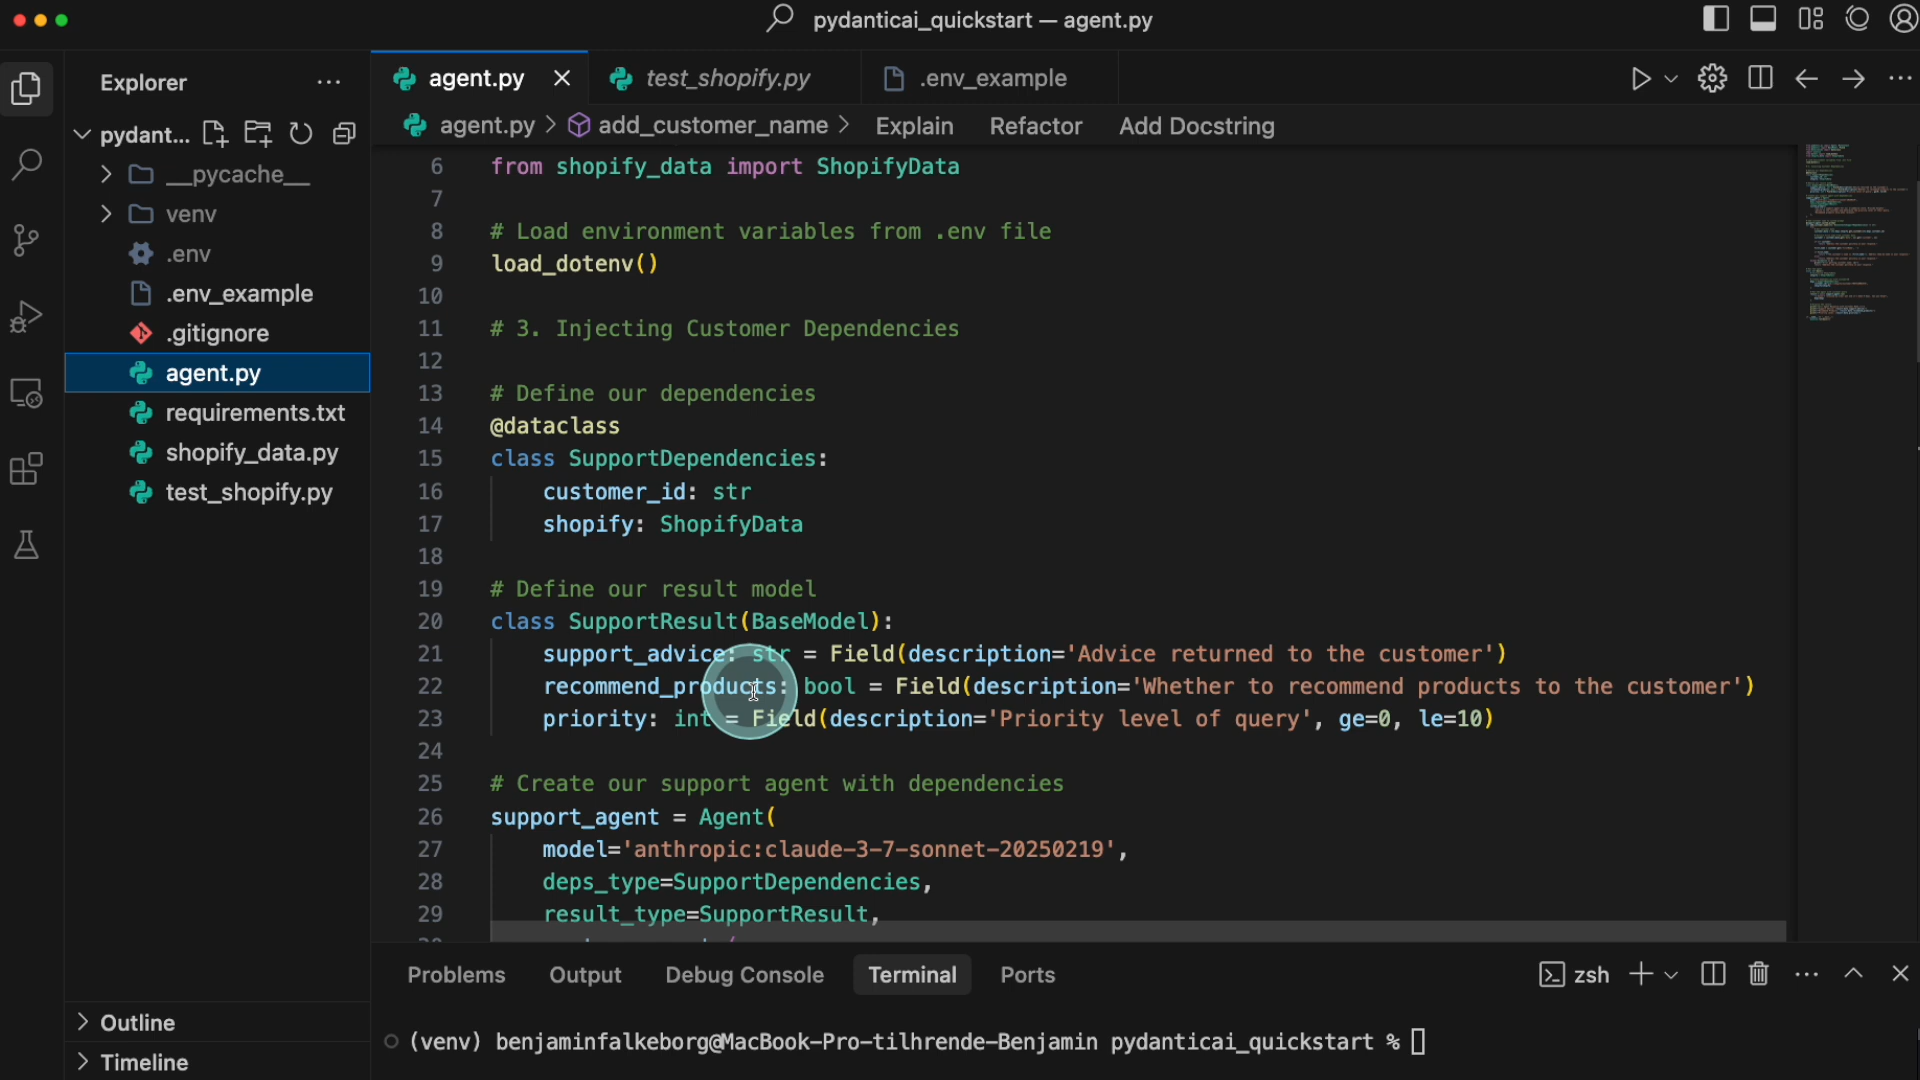 pydanticai_quickstart — agent.py
Explorer
pydant...
__pycache__
venv
.env
.env_example
.gitignore
agent.py
requirements.txt
shopify_data.py
test_shopify.py
Outline
Timeline
agent.py
test_shopify.py
.env_example
agent.py > add_customer_name > Explain Refactor Add Docstring
6 from shopify_data import ShopifyData
7
8 # Load environment variables from .env file
9 load_dotenv()
10
11 # 3. Injecting Customer Dependencies
12
13 # Define our dependencies
14 @dataclass
15 class SupportDependencies:
16 customer_id: str
17 shopify: ShopifyData
18
19 # Define our result model
20 class SupportResult(BaseModel):
21 support_advice: str = Field(description='Advice returned to the customer')
22 recommend_products: bool = Field(description='Whether to recommend products to the customer')
23 priority: int = Field(description='Priority level of query', ge=0, le=10)
24
25 # Create our support agent with dependencies
26 support_agent = Agent(
27 model='anthropic:claude-3-7-sonnet-20250219',
28 deps_type=SupportDependencies,
29 result_type=SupportResult,
Problems Output Debug Console Terminal Ports
zsh
(venv) benjaminfalkeborg@MacBook-Pro-tilhrende-Benjamin pydanticai_quickstart %